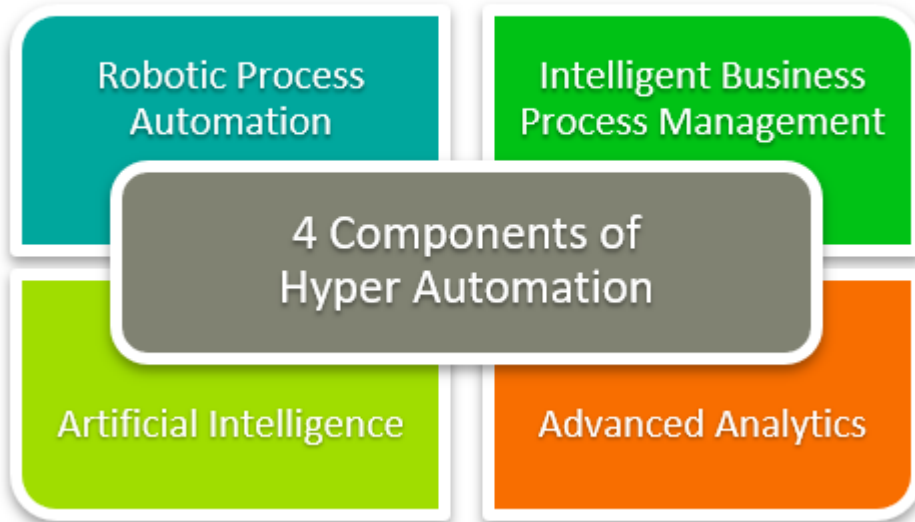 Robotic Process
Automation
Intelligent Business
Process Management
4 Components of
Hyper Automation
Artificial Intelligence
Advanced Analytics